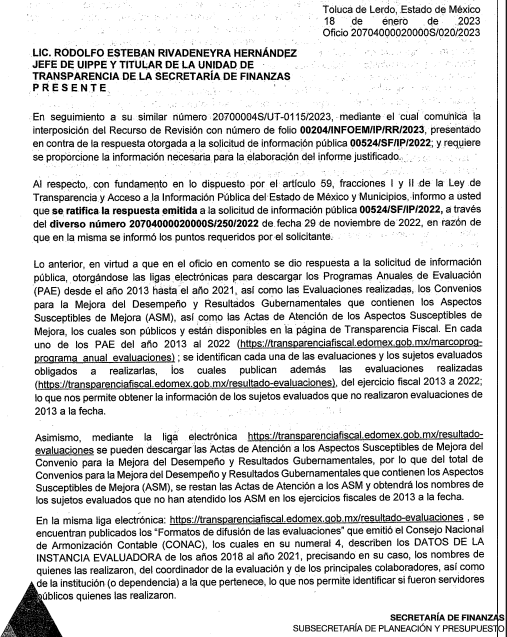 Toluca de Lerdo, Estado de México
18 de enero de 2023
Oficio 20704000020000S/020/2023
LIC. RODOLFO ESTEBAN RIVADENEYRA HERNÁNDEZ
JEFE DE UIPPE Y TITULAR DE LA UNIDAD DE
TRANSPARENCIA DE LA SECRETARÍA DE FINANZAS
P R E S E N T E
En seguimiento a su similar número 20700004S/UT-0115/2023, mediante el cual comunica la
interposición del Recurso de Revisión con número de folio 00204/INFOEM/IP/RR/2023, presentado
en contra de la respuesta otorgada a la solicitud de información pública 00524/SF/IP/2022; y requiere
se proporcione la información necesaria para la elaboración del informe justificado.
Al respecto, con fundamento en lo dispuesto por el artículo 59, fracciones I y II de la Ley de
Transparencia y Acceso a la Información Pública del Estado de México y Municipios, informo a usted
que se ratifica la respuesta emitida a la solicitud de información pública 00524/SF/IP/2022, a través
del diverso número 20704000020000S/250/2022 de fecha 29 de noviembre de 2022, en razón de
que en la misma se informó los puntos requeridos por el solicitante.
Lo anterior, en virtud a que en el oficio en comento se dio respuesta a la solicitud de información
pública, otorgándose las ligas electrónicas para descargar los Programas Anuales de Evaluación
(PAE) desde el año 2013 hasta el año 2021, así como las Evaluaciones realizadas, los Convenios
para la Mejora del Desempeño y Resultados Gubernamentales que contienen los Aspectos
Susceptibles de Mejora (ASM), así como las Actas de Atención de los Aspectos Susceptibles de
Mejora, los cuales son públicos y están disponibles en la página de Transparencia Fiscal. En cada
uno de los PAE del año 2013 al 2022 (https://transparenciafiscal.edomex.gob.mx/marcoprog-
programa_anual_evaluaciones) ; se identifican cada una de las evaluaciones y los sujetos evaluados
obligados a realizarlas, los cuales publican además las evaluaciones realizadas
(https://transparenciafiscal.edomex.gob.mx/resultado-evaluaciones), del ejercicio fiscal 2013 a 2022;
lo que nos permite obtener la información de los sujetos evaluados que no realizaron evaluaciones de
2013 a la fecha.
Asimismo, mediante la liga electrónica https://transparenciafiscal.edomex.gob.mx/resultado-
evaluaciones se pueden descargar las Actas de Atención a los Aspectos Susceptibles de Mejora del
Convenio para la Mejora del Desempeño y Resultados Gubernamentales, por lo que del total de
Convenios para la Mejora del Desempeño y Resultados Gubernamentales que contienen los Aspectos
Susceptibles de Mejora (ASM), se restan las Actas de Atención a los ASM y obtendrá los nombres de
los sujetos evaluados que no han atendido los ASM en los ejercicios fiscales de 2013 a la fecha.
En la misma liga electrónica: https://transparenciafiscal.edomex.gob.mx/resultado-evaluaciones , se
encuentran publicados los "Formatos de difusión de las evaluaciones" que emitió el Consejo Nacional
de Armonización Contable (CONAC), los cuales en su numeral 4, describen los DATOS DE LA
INSTANCIA EVALUADORA de los años 2018 al año 2021, precisando en su caso, los nombres de
quienes las realizaron, del coordinador de la evaluación y de los principales colaboradores, así como
de la institución (o dependencia) a la que pertenece, lo que nos permite identificar si fueron servidores
públicos quienes las realizaron.
SECRETARÍA DE FINANZAS
SUBSECRETARÍA DE PLANEACIÓN Y PRESUPUESTO